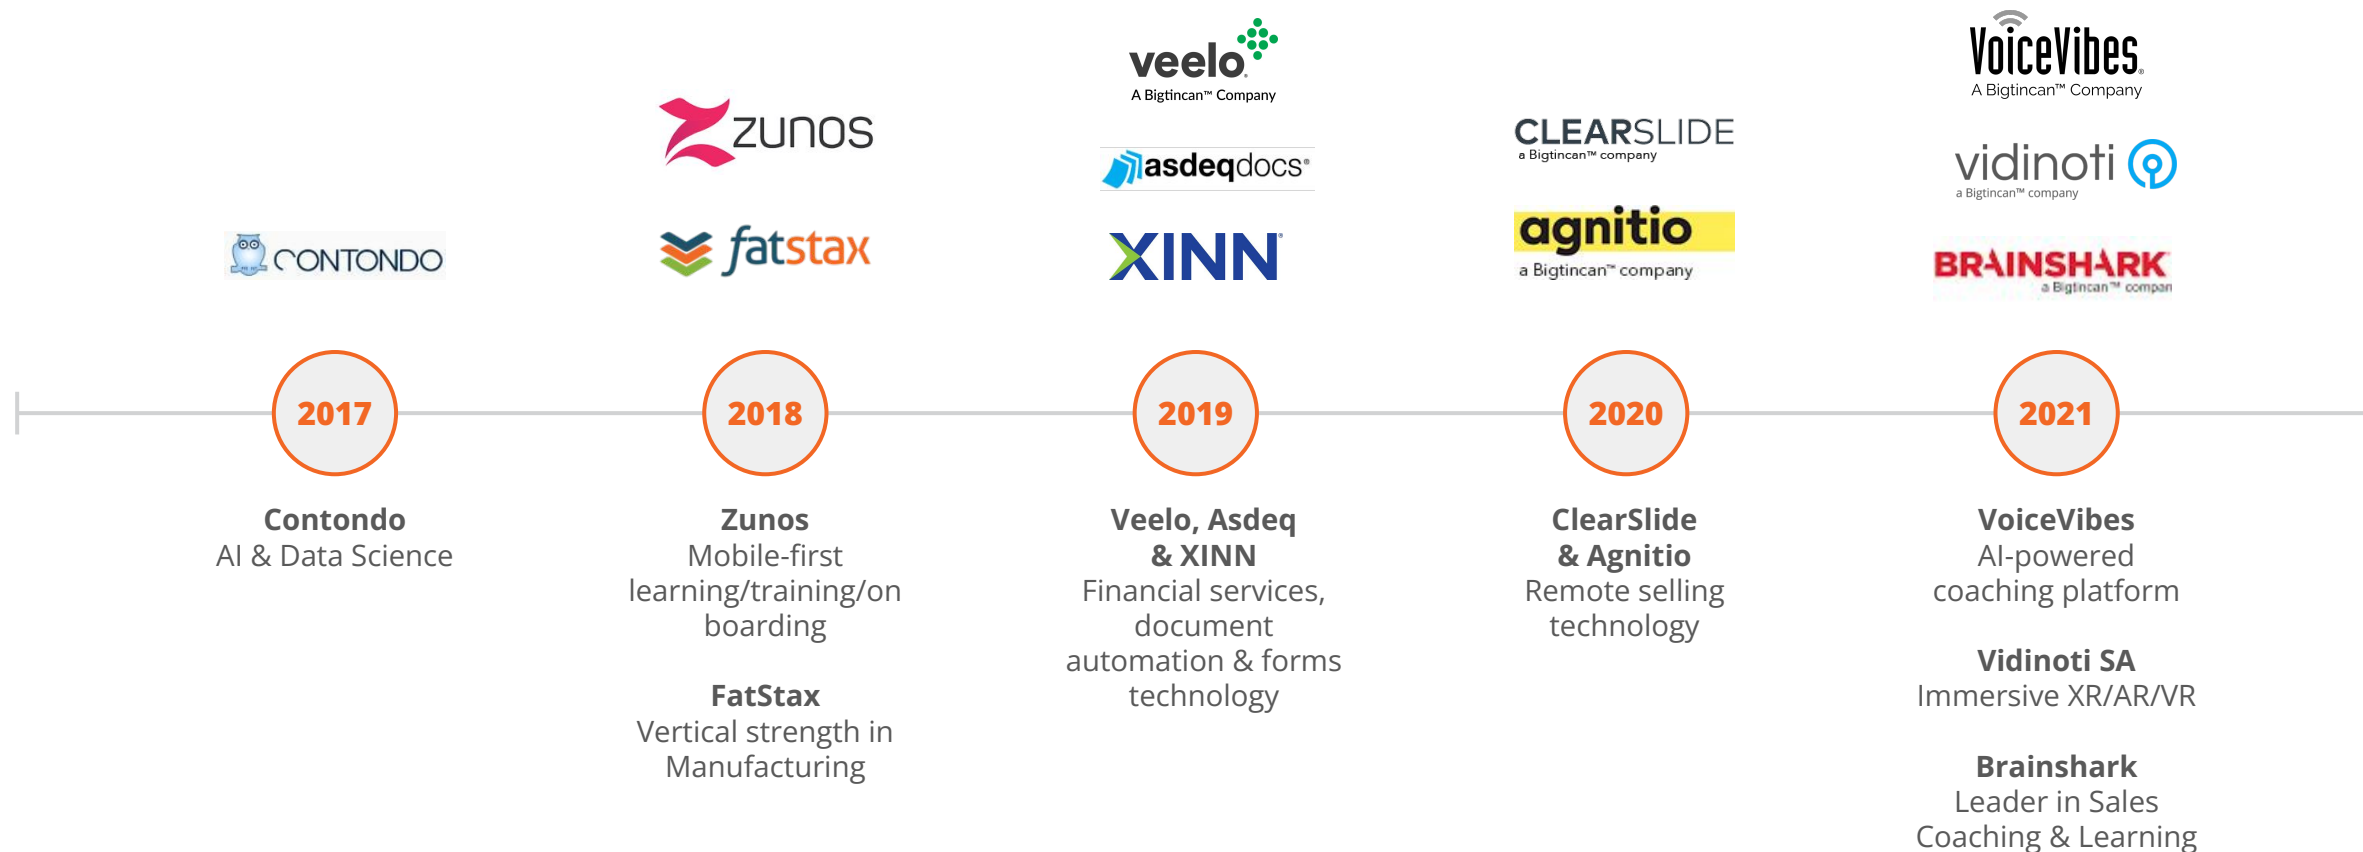 veelo
A Bigtincan™ Company
VoiceVibes®
A Bigtincan™ Company
zunos
CLEARSLIDE
a Bigtincan™ company
asdeqdocs®
vidinoti
a Bigtincan™ company
CONTONDO
fatstax
XINN®
agnitio
a Bigtincan™ company
BRAINSHARK
a Bigtincan™ compan
2017
2018
2019
2020
2021
Contondo
AI & Data Science
Zunos
Mobile-first
learning/training/on
boarding
FatStax
Vertical strength in
Manufacturing
Veelo, Asdeq
& XINN
Financial services,
document
automation & forms
technology
ClearSlide
& Agnitio
Remote selling
technology
VoiceVibes
AI-powered
coaching platform
Vidinoti SA
Immersive XR/AR/VR
Brainshark
Leader in Sales
Coaching & Learning